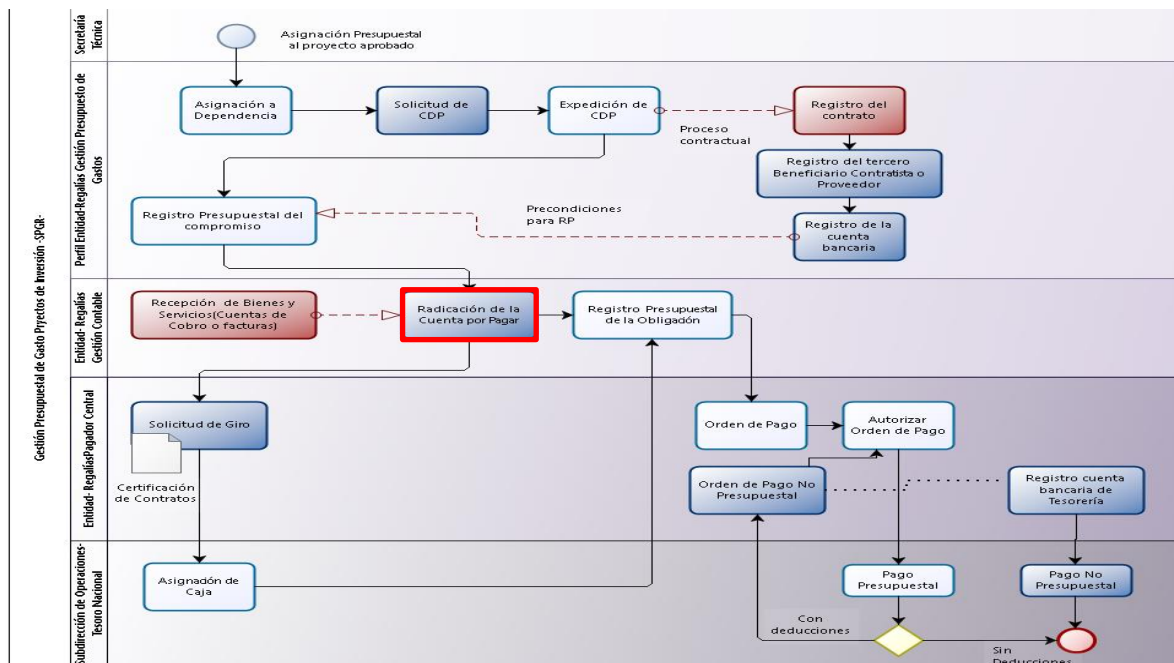 Gestión Presupuestal de Gasto Pryectos de Inversión -SPGR-
Secretaría
Técnica
Asignación Presupuestal
al proyecto aprobado
Perfil Entidad-Regalías Gestión Presupuesto de
Gastos
Asignación a
Dependencia
Solicitud de
CDP
Expedición de
CDP
Proceso
contractual
Registro del
contrato
Registro del tercero
Beneficiario Contratista o
Proveedor
Registro de la
cuenta
bancaria
Precondiciones
para RP
Registro Presupuestal del
compromiso
Entidad- Regalías
Gestión Contable
Recepción de Bienes y
Servicios(Cuentas de
Cobro o facturas)
Radicación de la
Cuenta por Pagar
Registro Presupuestal
de la Obligación
Entidad- RegalíasPagador Central
Solicitud de Giro
Certificación
de Contratos
Orden de Pago
Autorizar
Orden de Pago
Orden de Pago No
Presupuestal
Registro cuenta
bancaria de
Tesorería
Subdirección de Operaciones-
Tesoro Nacional
Asignación de
Caja
Pago
Presupuestal
Pago No
Presupuestal
Con
deducciones
Sin
Deducciones